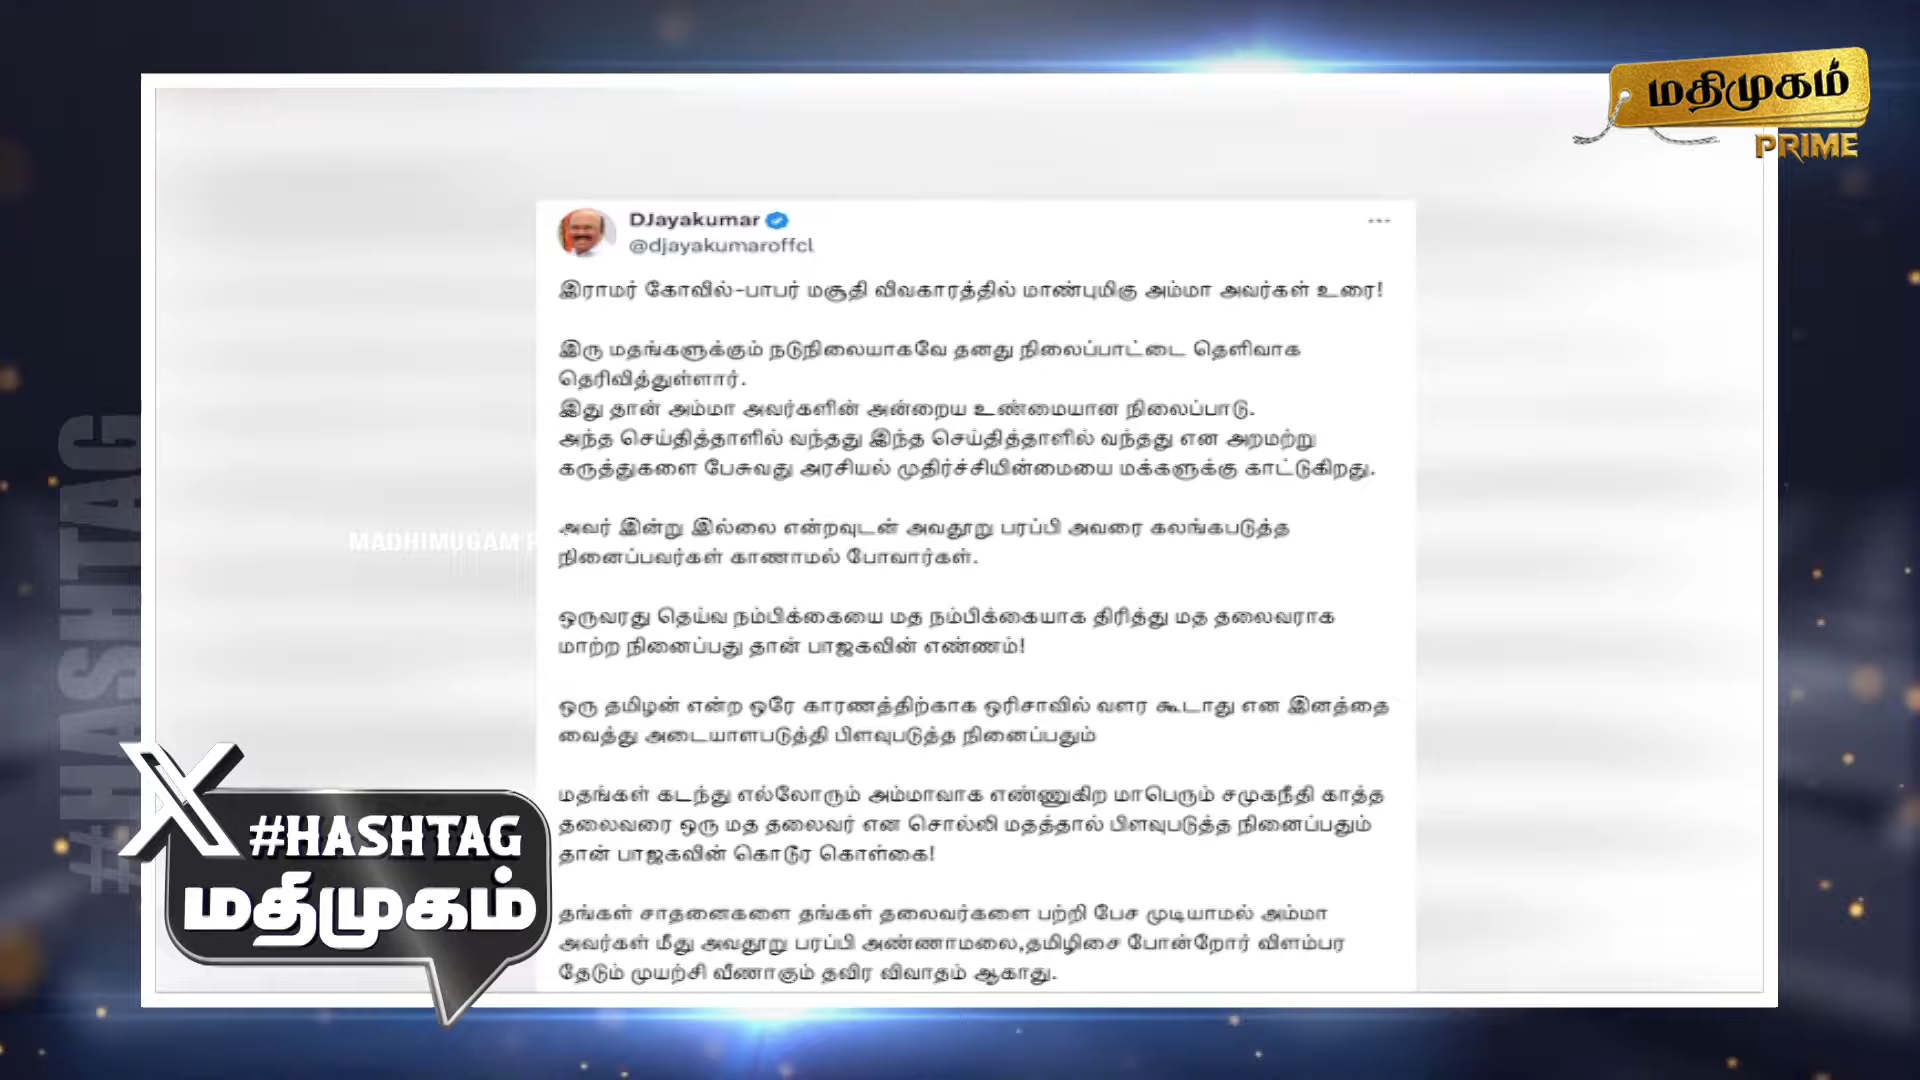 மதிமுகம்
PRIME
DJayakumar
@djayakumaroffcl
இராமர் கோவில்-பாபர் மசூதி விவகாரத்தில் மாண்புமிகு அம்மா அவர்கள் உரை!
இரு மதங்களுக்கும் நடுநிலையாகவே தனது நிலைப்பாட்டை தெளிவாக
தெரிவித்துள்ளார்.
இது தான் அம்மா அவர்களின் அன்றைய உண்மையான நிலைப்பாடு.
அந்த செய்தித்தாளில் வந்தது இந்த செய்தித்தாளில் வந்தது என அறமற்று
கருத்துகளை பேசுவது அரசியல் முதிர்ச்சியின்மையை மக்களுக்கு காட்டுகிறது.
அவர் இன்று இல்லை என்றவுடன் அவதூறு பரப்பி அவரை கலங்கபடுத்த
நினைப்பவர்கள் காணாமல் போவார்கள்.
ஒருவரது தெய்வ நம்பிக்கையை மத நம்பிக்கையாக திரித்து மத தலைவராக
மாற்ற நினைப்பது தான் பாஜகவின் எண்ணம்!
ஒரு தமிழன் என்ற ஒரே காரணத்திற்காக ஒரிசாவில் வளர கூடாது என இனத்தை
வைத்து அடையாளபடுத்தி பிளவுபடுத்த நினைப்பதும்
மதங்கள் கடந்து எல்லோரும் அம்மாவாக எண்ணுகிற மாபெரும் சமுகநீதி காத்த
தலைவரை ஒரு மத தலைவர் என சொல்லி மதத்தால் பிளவுபடுத்த நினைப்பதும்
தான் பாஜகவின் கொடூர கொள்கை!
தங்கள் சாதனைகளை தங்கள் தலைவர்களை பற்றி பேச முடியாமல் அம்மா
அவர்கள் மீது அவதூறு பரப்பி அண்ணாமலை,தமிழிசை போன்றோர் விளம்பர
தேடும் முயற்சி வீணாகும் தவிர விவாதம் ஆகாது.
MADHIMUGAM
#HASHTAG
#HASHTAG
மதிமுகம்